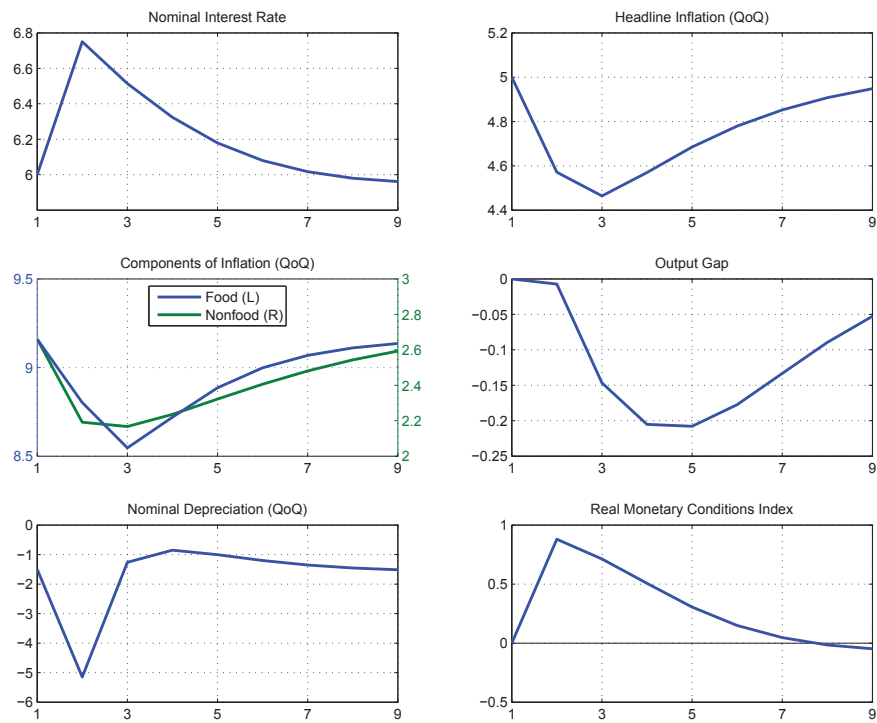 Nominal Interest Rate
6.8
6.6
6.4
6.2
6
1 3 5 7 9
Headline Inflation (QoQ)
5.2
5
4.8
4.6
4.4
1 3 5 7 9
Components of Inflation (QoQ)
9.5
9
8.5
3
2.8
2.6
2.4
2.2
2
Food (L)
Nonfood (R)
1 3 5 7 9
Output Gap
0
−0.05
−0.1
−0.15
−0.2
−0.25
1 3 5 7 9
Nominal Depreciation (QoQ)
0
−1
−2
−3
−4
−5
−6
1 3 5 7 9
Real Monetary Conditions Index
1
0.5
0
−0.5
1 3 5 7 9